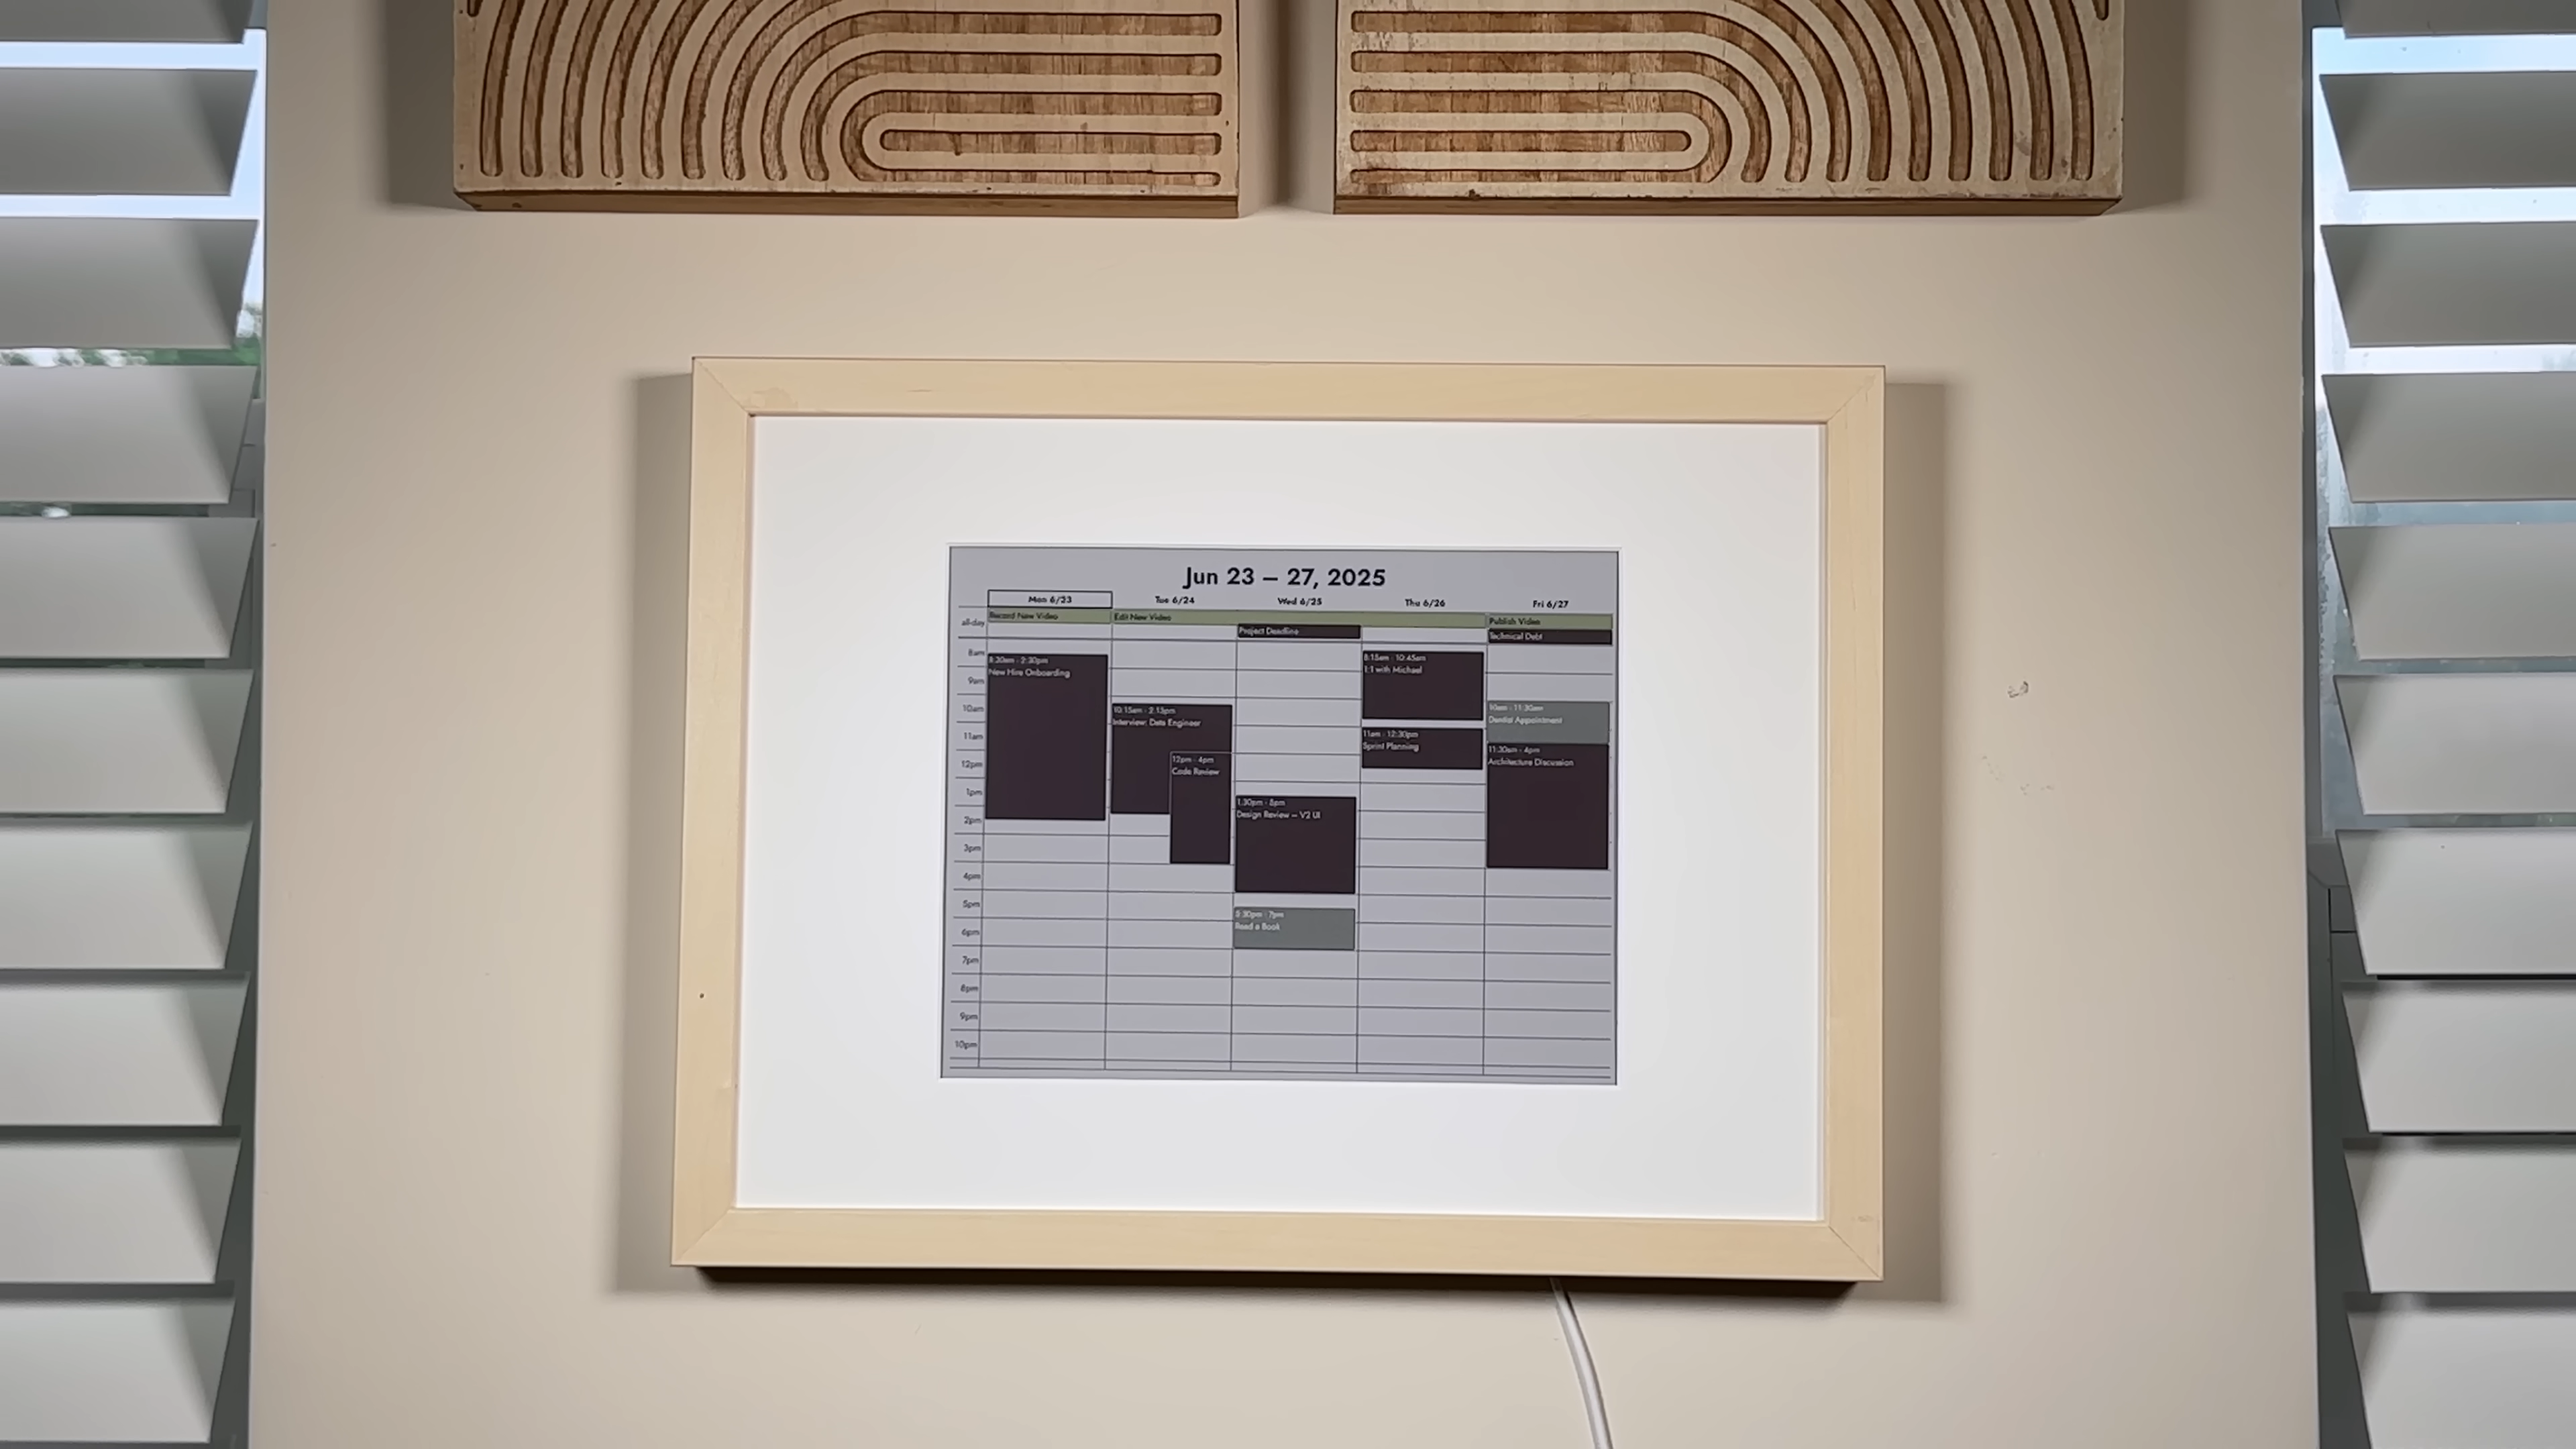 Jun 23 – 27, 2025
Mon 6/23
Tue 6/24
Wed 6/25
Thu 6/26
Fri 6/27
all-day
Record New Video
Edit New Video
Publish Video
Project Deadline
Technical Debt
8am
9am
10am
11am
12pm
1pm
2pm
3pm
4pm
5pm
6pm
7pm
8pm
9pm
10pm
8:30am - 2:30pm
New Hire Onboarding
10:15am - 2:15pm
Interview: Data Engineer
12pm - 4pm
Code Review
1:30pm - 5pm
Design Review – V2 UI
5:30pm - 7pm
Read a Book
8:15am - 10:45am
1:1 with Michael
11am - 12:30pm
Sprint Planning
10am - 11:30am
Dentist Appointment
11:30am - 4pm
Architecture Discussion